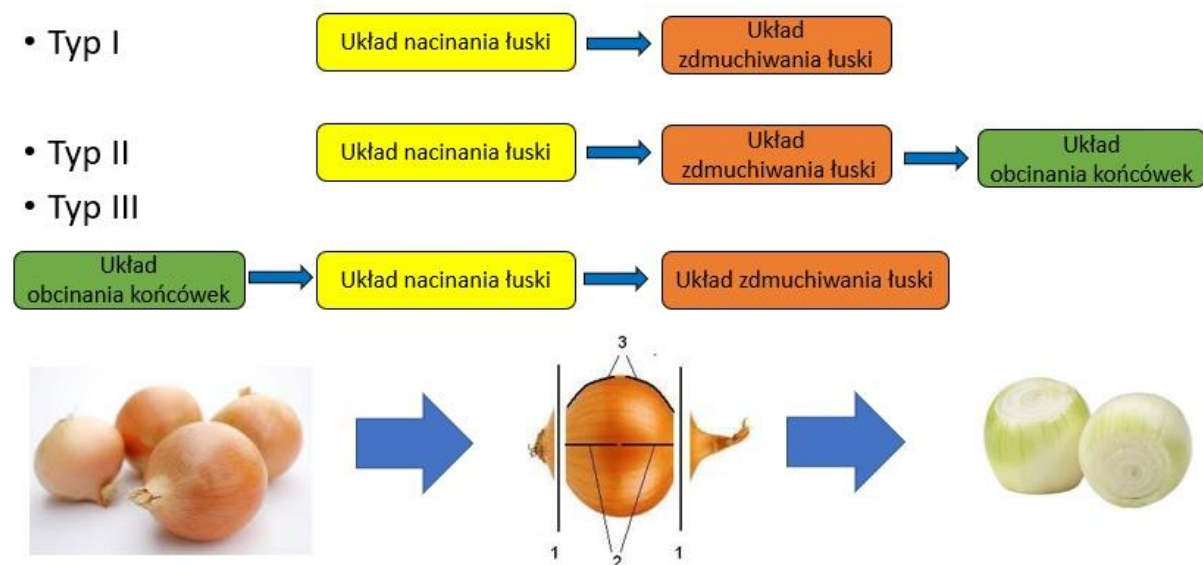 • Typ I
Układ nacinania łuski
Układ
zdmuchiwania łuski
• Typ II
Układ nacinania łuski
Układ
zdmuchiwania łuski
Układ
obcinania końcówek
• Typ III
Układ
obcinania końcówek
Układ nacinania łuski
Układ zdmuchiwania łuski
3
1
2
1